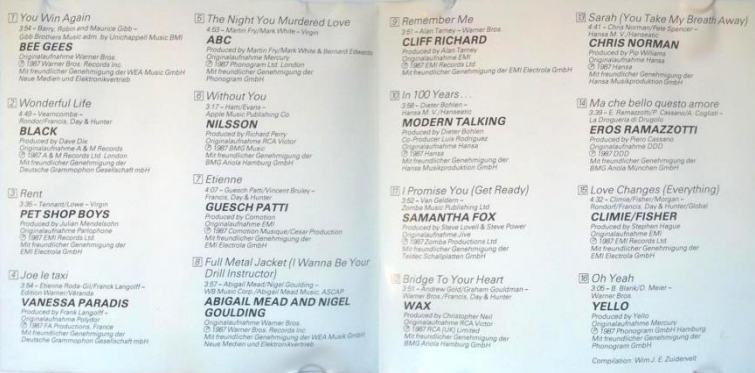 1 You Win Again
3:54 – Barry, Robin and Maurice Gibb –
Gibb Brothers Music adm. by Unichappell Music BMI
BEE GEES
Originalaufnahme Warner Bros.
℗ 1987 Warner Bros. Records Inc.
Mit freundlicher Genehmigung der WEA Music GmbH
Neue Medien und Elektronikvertrieb
2 Wonderful Life
4:49 – Vearncombe –
Rondor/Francis, Day & Hunter
BLACK
Produced by Dave Dix
Originalaufnahme A & M Records
℗ 1987 A & M Records Ltd. London
Mit freundlicher Genehmigung der
Deutsche Grammophon Gesellschaft mbH
3 Rent
3:35 – Tennant/Lowe – Virgin
PET SHOP BOYS
Produced by Julian Mendelsohn
Originalaufnahme Parlophone
℗ 1987 EMI Records Ltd
Mit freundlicher Genehmigung der
EMI Electrola GmbH
4 Joe le taxi
3:54 – Etienne Roda-Gil/Franck Langolff –
Edition Warner/Vella
VANESSA PARADIS
Produced by Frank Langolff –
Originalaufnahme Polydor
℗ 1987 FA Productions, France
Mit freundlicher Genehmigung der
Deutsche Grammophon Gesellschaft mbH
5 The Night You Murdered Love
4:53 – Martin Fry/Mark White – Virgin
ABC
Produced by Martin Fry/Mark White & Bernard Edwards
Originalaufnahme Mercury
℗ 1987 Phonogram Ltd. London
Mit freundlicher Genehmigung der
Phonogram GmbH
6 Without You
3:17 – Ham/Evans –
Apple Music Publishing Co
NILSSON
Produced by Richard Perry
Originalaufnahme RCA Victor
℗ 1987 BMG Music
Mit freundlicher Genehmigung der
BMG Ariola Hamburg GmbH
7 Etienne
4:07 – Guesch Patti/Vincent Bruley –
Francis, Day & Hunter
GUESCH PATTI
Produced by Comotion
Originalaufnahme EMI
℗ 1987 Comotion Musique/Cesar Production
Mit freundlicher Genehmigung der
EMI Electrola GmbH
8 Full Metal Jacket (I Wanna Be Your
Drill Instructor)
3:57 – Abigail Mead/Nigel Goulding –
WB Music Corp./Abigail Mead Music. ASCAP
ABIGAIL MEAD AND NIGEL
GOULDING
Originalaufnahme Warner Bros.
℗ 1987 Warner Bros. Records Inc
Mit freundlicher Genehmigung der WEA Musik GmbH
Neue Medien und Elektronikvertrieb
9 Remember Me
3:51 – Alan Tarney – Warner Bros.
CLIFF RICHARD
Produced by Alan Tarney
Originalaufnahme EMI
℗ 1987 EMI Records Ltd
Mit freundlicher Genehmigung der EMI Electrola GmbH
10 In 100 Years...
3:58 – Dieter Bohlen –
Hansa M.V./Hanseatic
MODERN TALKING
Produced by Dieter Bohlen
Co-Producer Luis Rodriguez
Originalaufnahme Hansa
℗ 1987 Hansa
Mit freundlicher Genehmigung der
Hansa Musikproduktion GmbH
11 I Promise You (Get Ready)
3:52 – Van Geldern –
Zomba Music Publishing Ltd
SAMANTHA FOX
Produced by Steve Lovell & Steve Power
Originalaufnahme Jive
℗ 1987 Zomba Productions Ltd
Mit freundlicher Genehmigung der
Teldec Schallplatten GmbH
Bridge To Your Heart
3:51 – Andrew Gold/Graham Gouldman –
Warner Bros./Francis, Day & Hunter
WAX
Produced by Christopher Neil
Originalaufnahme RCA Victor
℗ 1987 RCA (UK) Limited
Mit freundlicher Genehmigung der
BMG Ariola Hamburg GmbH
13 Sarah (You Take My Breath Away)
4:41 – Chris Norman/Pete Spencer –
Hansa M.V./Hanseatic
CHRIS NORMAN
Produced by Pip Williams
Originalaufnahme Hansa
℗ 1987 Hansa
Mit freundlicher Genehmigung der
Hansa Musikproduktion GmbH
14 Ma che bello questo amore
3:39 – E. Ramazzotti/P. Cassano/A. Cogliati –
La Drogueria di Drugolo
EROS RAMAZZOTTI
Produced by Piero Cassano
Originalaufnahme DDD
℗ 1987 DDD
Mit freundlicher Genehmigung der
BMG Ariola München GmbH
15 Love Changes (Everything)
4:32 – Climie/Fisher/Morgan –
Rondor/Francis, Day & Hunter/Global
CLIMIE/FISHER
Produced by Stephen Hague
Originalaufnahme EMI
℗ 1987 EMI Records Ltd
Mit freundlicher Genehmigung der
EMI Electrola GmbH
16 Oh Yeah
3:05 – B. Blank/D. Meier –
Warner Bros.
YELLO
Produced by Yello
Originalaufnahme Mercury
℗ 1987 Phonogram GmbH Hamburg
Mit freundlicher Genehmigung der
Phonogram GmbH
Compilation: Wim J. E. Zuidervelt